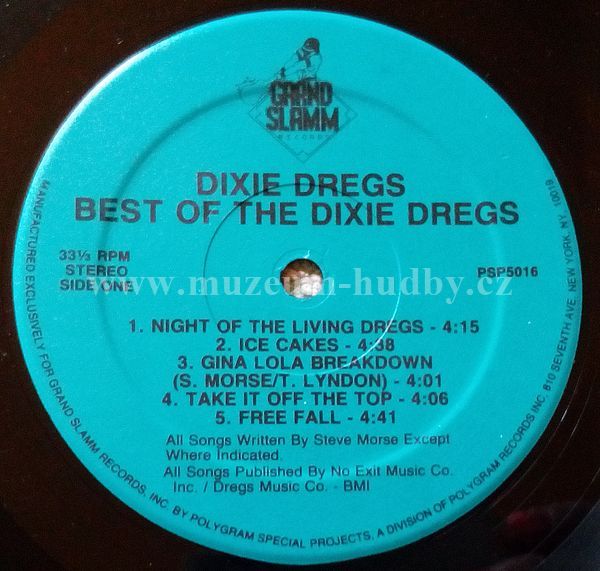 GRAND
SLAMM
RECORDS
DIXIE DREGS
BEST OF THE DIXIE DREGS
33⅓ RPM
STEREO
SIDE ONE
PSP5016
www.muzeum-hudby.cz
1. NIGHT OF THE LIVING DREGS - 4:15
2. ICE CAKES - 4:38
3. GINA LOLA BREAKDOWN
(S. MORSE/T. LYNDON) - 4:01
4. TAKE IT OFF THE TOP - 4:06
5. FREE FALL - 4:41
All Songs Written By Steve Morse Except
Where Indicated.
All Songs Published By No Exit Music Co.
Inc. / Dregs Music Co. - BMI
MANUFACTURED EXCLUSIVELY FOR GRAND SLAMM RECORDS, INC. BY POLYGRAM SPECIAL PROJECTS, A DIVISION OF POLYGRAM RECORDS INC. 810 SEVENTH AVE, NEW YORK, NY. 10019